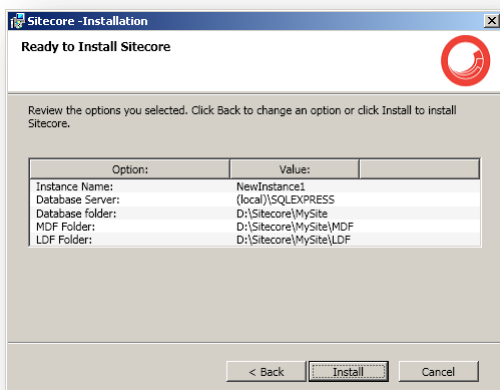 Sitecore -Installation
Ready to Install Sitecore
Review the options you selected. Click Back to change an option or click Install to install
Sitecore.
Option: Value:
Instance Name: NewInstance1
Database Server: (local)\SQLEXPRESS
Database folder: D:\Sitecore\MySite
MDF Folder: D:\Sitecore\MySite\MDF
LDF Folder: D:\Sitecore\MySite\LDF
< Back Install Cancel